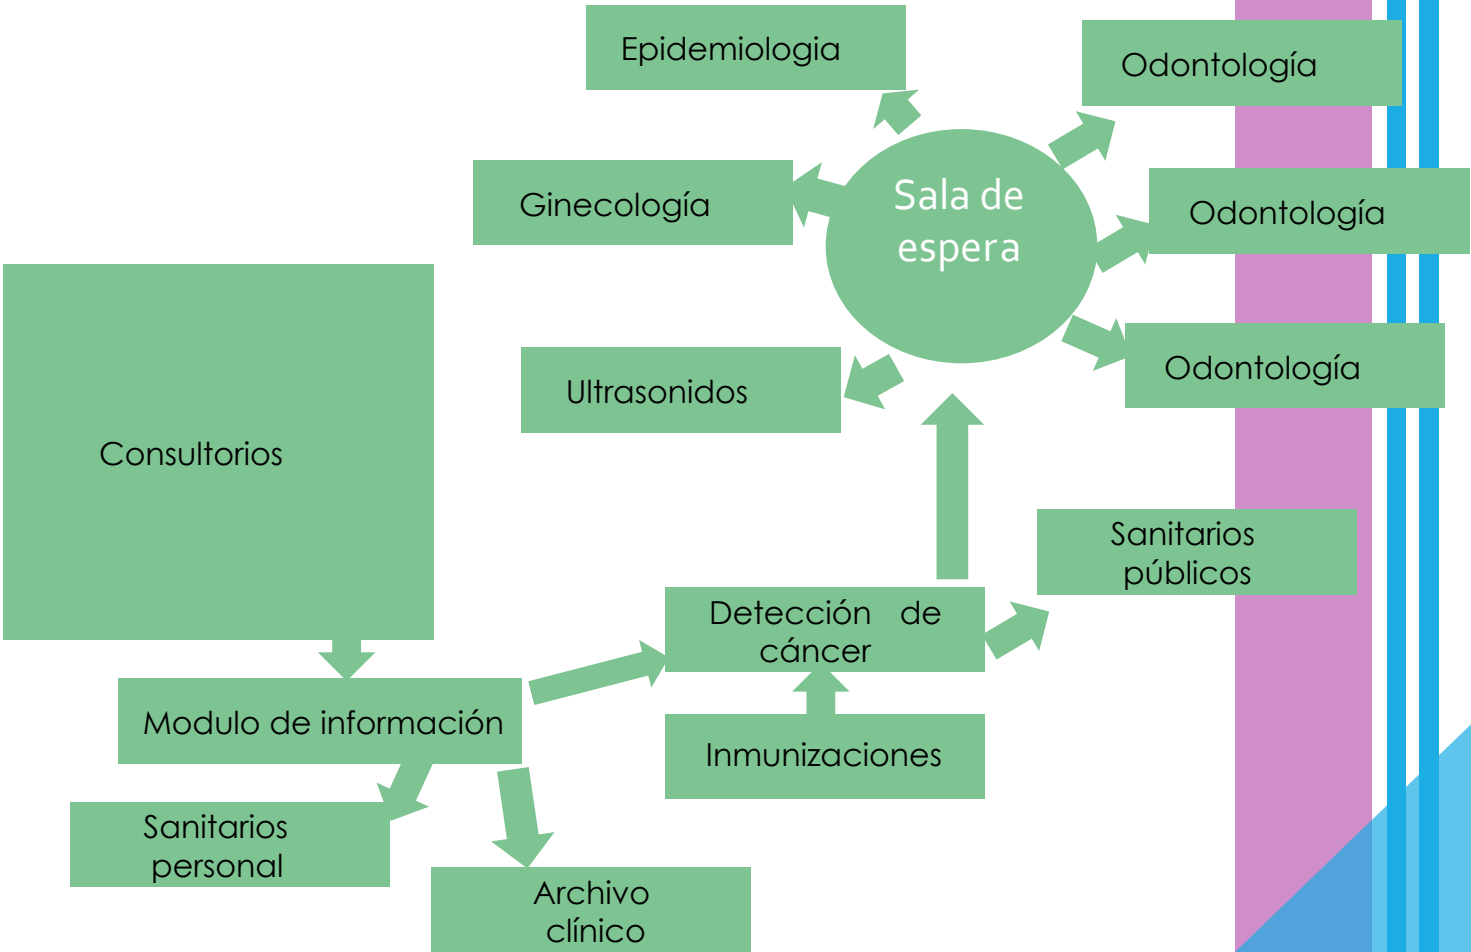 Epidemiologia
Odontología
Sala de
espera
Ginecología
Odontología
Ultrasonidos
Odontología
Consultorios
Sanitarios
públicos
Detección de
cáncer
Modulo de información
Inmunizaciones
Sanitarios
personal
Archivo
clínico